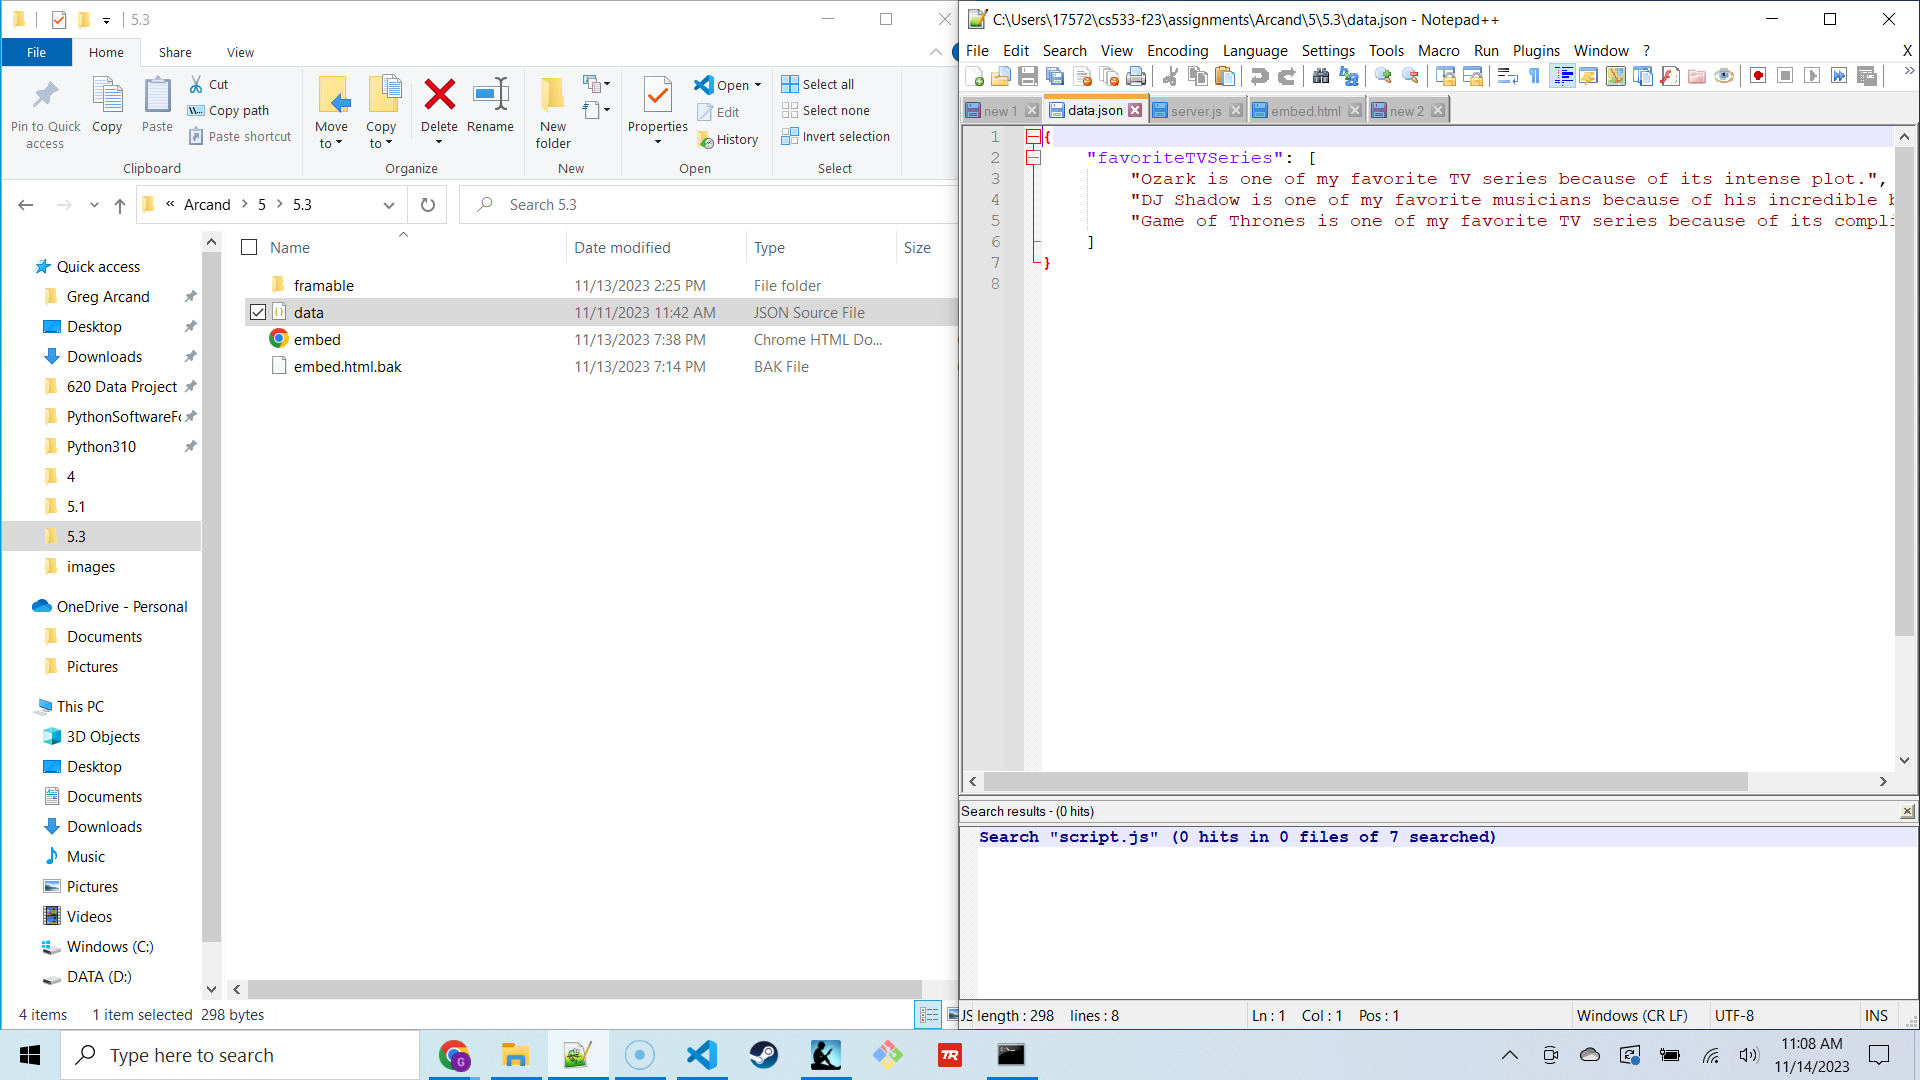 5.3
File
Home
Share
View
Pin to Quick access
Copy
Paste
Cut
Copy path
Paste shortcut
Clipboard
Move to
Copy to
Delete
Rename
Organize
New folder
New
Properties
Open
Edit
History
Open
Select all
Select none
Invert selection
Select
« Arcand > 5 > 5.3
Search 5.3
Name
Date modified
Type
Size
framable 11/13/2023 2:25 PM File folder
data 11/11/2023 11:42 AM JSON Source File
embed 11/13/2023 7:38 PM Chrome HTML Do...
embed.html.bak 11/13/2023 7:14 PM BAK File
Quick access
Greg Arcand
Desktop
Downloads
620 Data Project
PythonSoftwareFo
Python310
4
5.1
5.3
images
OneDrive - Personal
Documents
Pictures
This PC
3D Objects
Desktop
Documents
Downloads
Music
Pictures
Videos
Windows (C:)
DATA (D:)
4 items 1 item selected 298 bytes
C:\Users\17572\cs533-f23\assignments\Arcand\5\5.3\data.json - Notepad++
File Edit Search View Encoding Language Settings Tools Macro Run Plugins Window ? X
new 1 data.json server.js embed.html new 2
1 {
2 "favoriteTVSeries": [
3 "Ozark is one of my favorite TV series because of its intense plot.",
4 "DJ Shadow is one of my favorite musicians because of his incredible b
5 "Game of Thrones is one of my favorite TV series because of its compli
6 ]
7 }
8
Search results - (0 hits)
Search "script.js" (0 hits in 0 files of 7 searched)
JS length : 298 lines : 8 Ln : 1 Col : 1 Pos : 1 Windows (CR LF) UTF-8 INS
Type here to search
G
TR
11:08 AM
11/14/2023